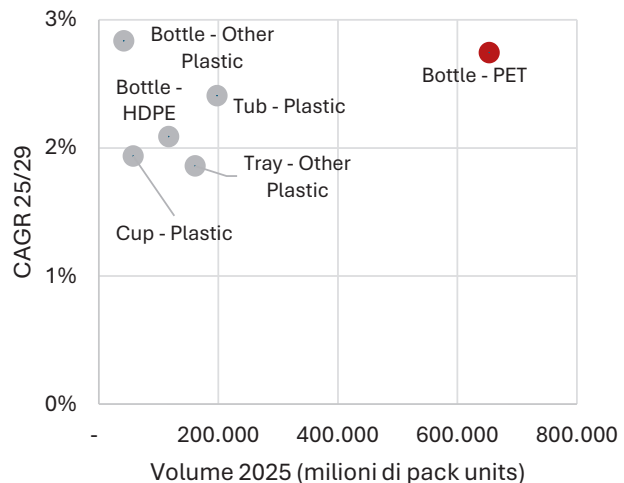 3%
Bottle - Other
Plastic
Bottle - PET
Bottle -
HDPE
Tub - Plastic
2%
Tray - Other
Plastic
Cup - Plastic
1%
0%
CAGR 25/29
-
200.000
400.000
600.000
800.000
Volume 2025 (milioni di pack units)